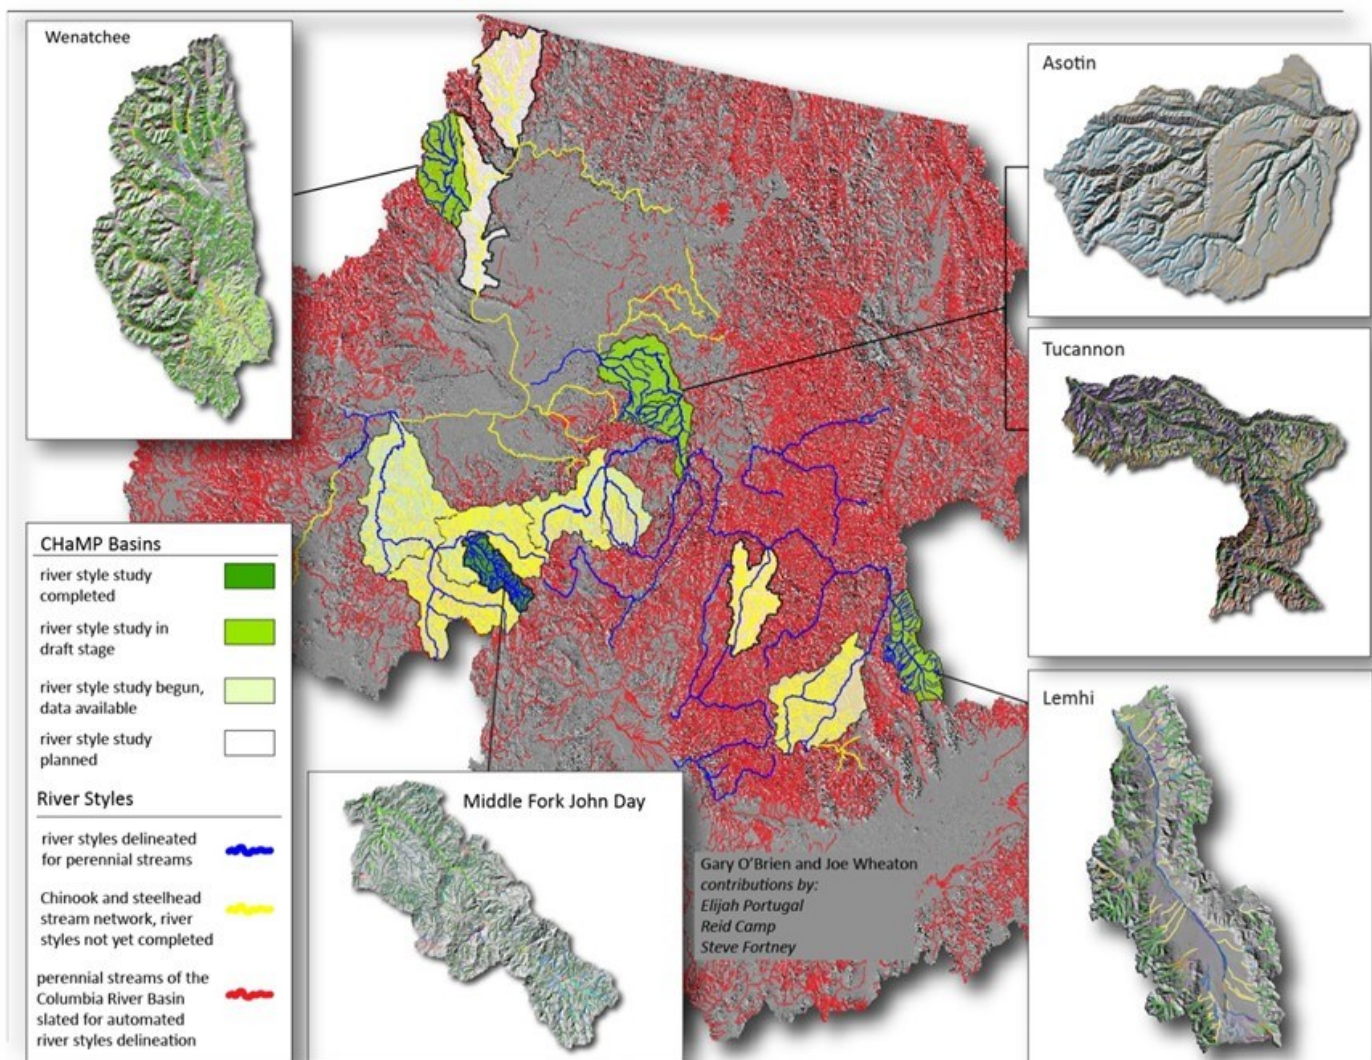 Wenatchee
Asotin
Tucannon
CHaMP Basins
river style study
completed
river style study in
draft stage
river style study begun,
data available
river style study
planned
River Styles
river styles delineated
for perennial streams
Chinook and steelhead
stream network, river
styles not yet completed
perennial streams of the
Columbia River Basin
slated for automated
river styles delineation
Middle Fork John Day
Gary O'Brien and Joe Wheaton
contributions by:
Elijah Portugal
Reid Camp
Steve Fortney
Lemhi